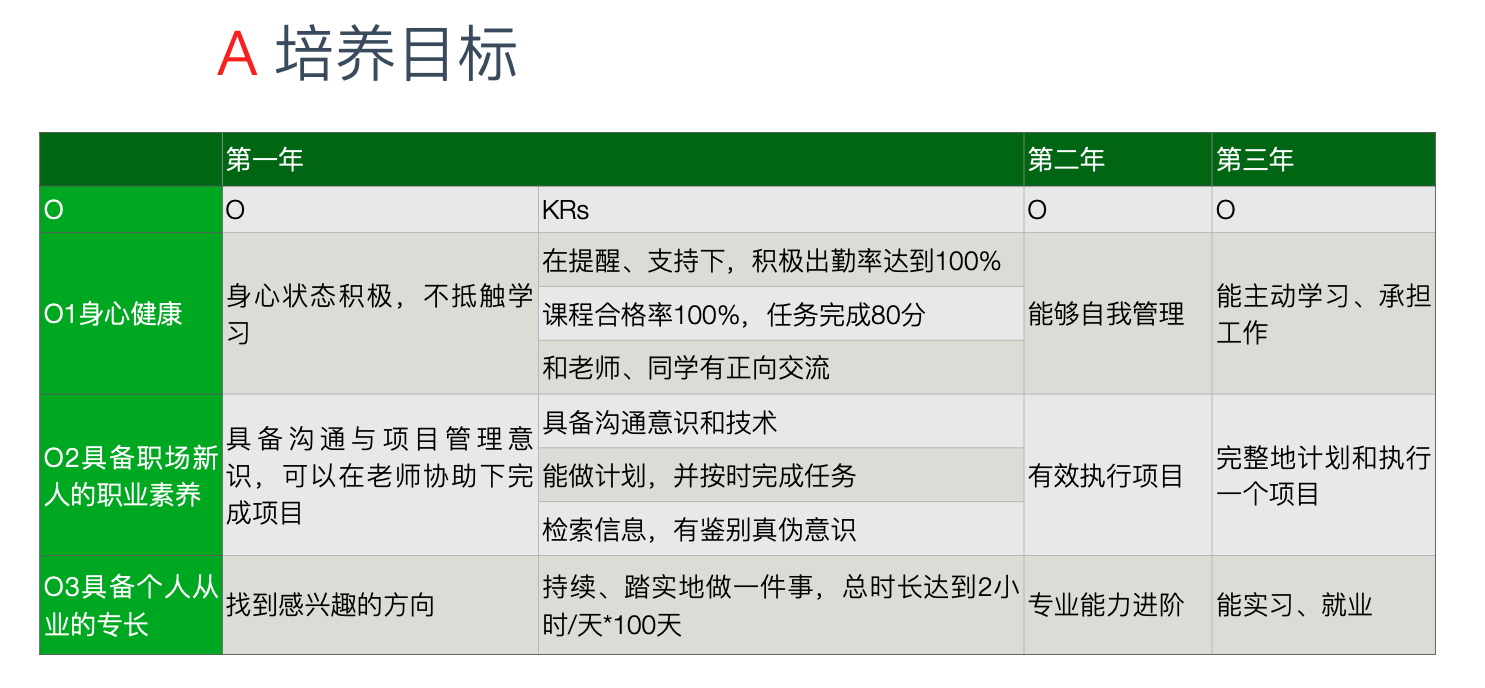 A 培养目标
第一年
第二年
第三年
O
O
KRs
O
O
O1身心健康
身心状态积极，不抵触学
习
在提醒、支持下，积极出勤率达到100%
课程合格率100%，任务完成80分
和老师、同学有正向交流
能够自我管理
能主动学习、承担
工作
O2具备职场新
人的职业素养
具备沟通与项目管理意
识，可以在老师协助下完
成项目
具备沟通意识和技术
能做计划，并按时完成任务
检索信息，有鉴别真伪意识
有效执行项目
完整地计划和执行
一个项目
O3具备个人从
业的专长
找到感兴趣的方向
持续、踏实地做一件事，总时长达到2小
时/天*100天
专业能力进阶
能实习、就业